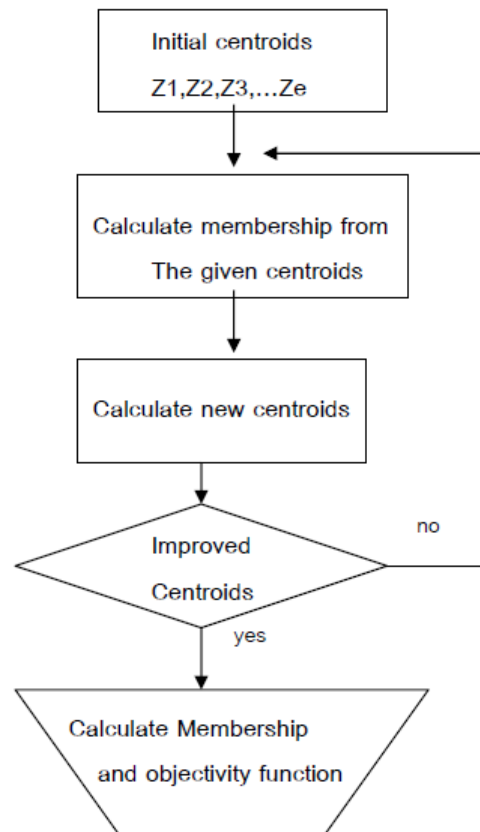 Initial centroids
Z1,Z2,Z3,...Ze
Calculate membership from
The given centroids
Calculate new centroids
no
Improved
Centroids
yes
Calculate Membership
and objectivity function